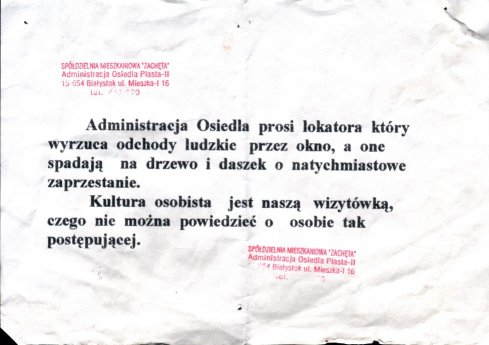 SPÓŁDZIELNIA MIESZKANIOWA "ZACHĘTA"
Administracja Osiedla Piasta-II
15-054 Białystok ul. Mieszka-I 16
Administracja Osiedla prosi lokatora który
wyrzuca odchody ludzkie przez okno, a one
spadają na drzewo i daszek o natychmiastowe
zaprzestanie.
Kultura osobista jest naszą wizytówką,
czego nie można powiedzieć o osobie tak
postępującej.
SPÓŁDZIELNIA MIESZKANIOWA "ZACHĘTA"
Administracja Osiedla Piasta-II
Białystok ul. Mieszka-I 16